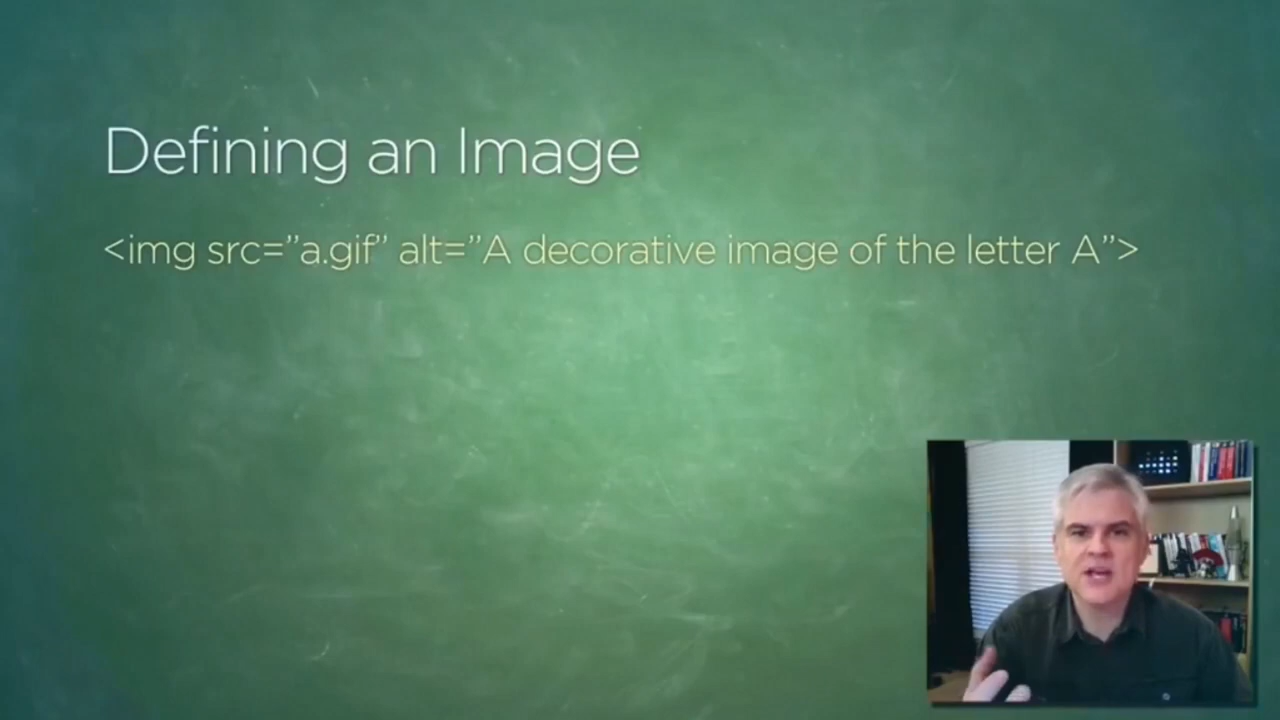 Defining an Image
<img src=”a.gif” alt=”A decorative image of the letter A”>